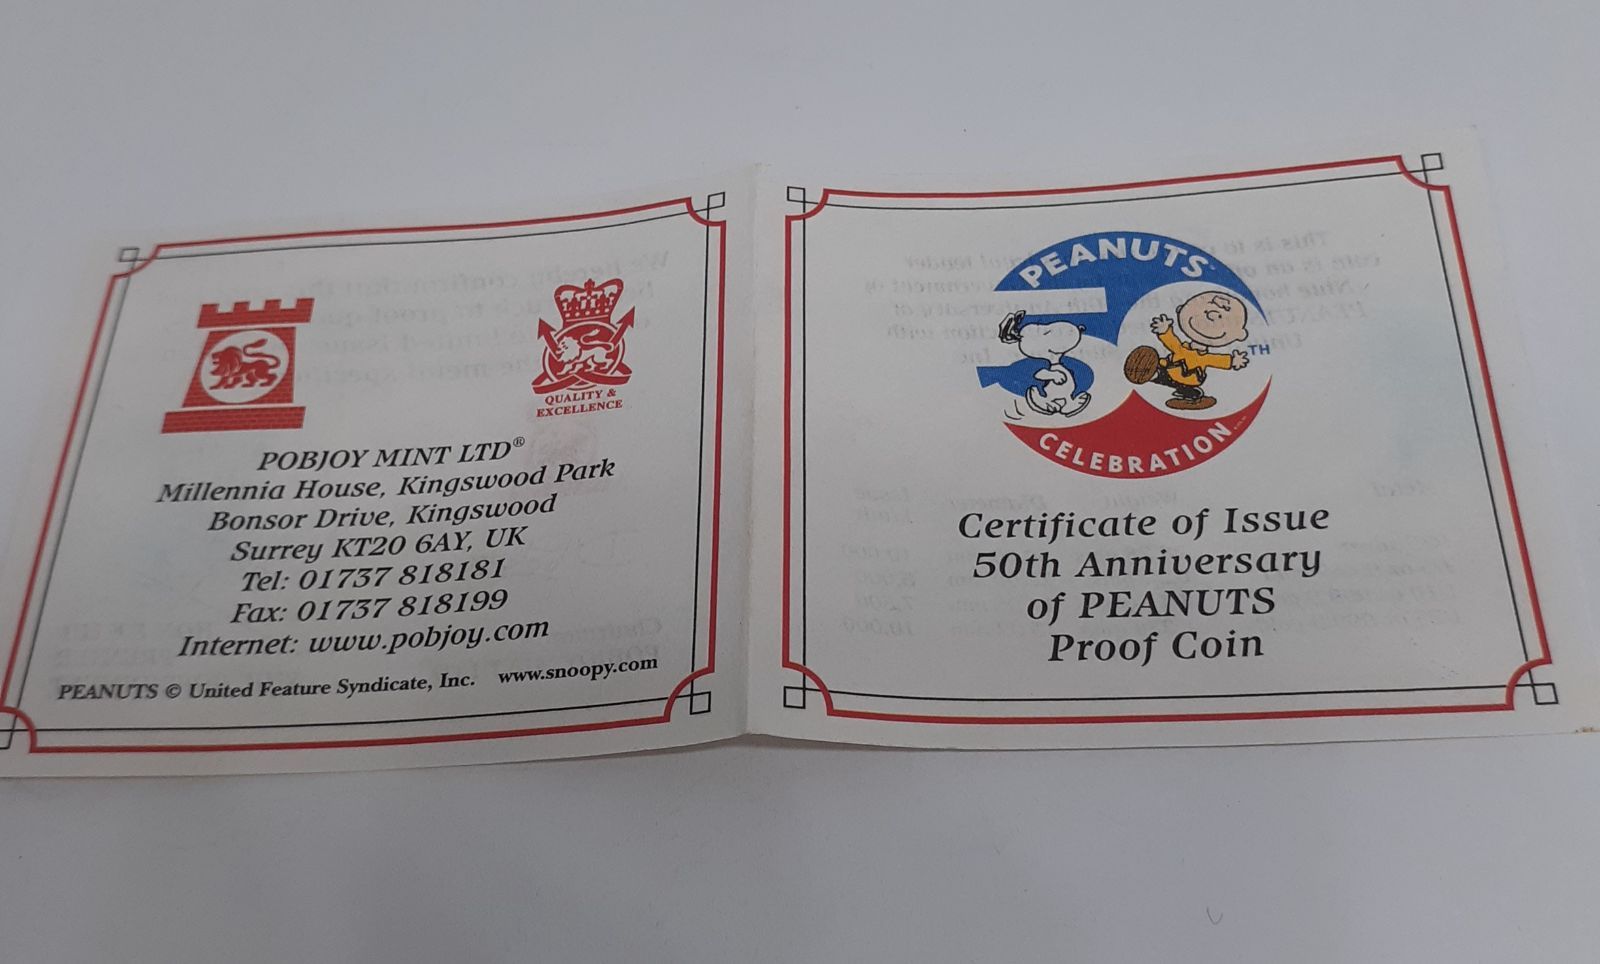 QUALITY &
EXCELLENCE
POBJOY MINT LTD®
Millennia House, Kingswood Park
Bonsor Drive, Kingswood
Surrey KT20 6AY, UK
Tel: 01737 818181
Fax: 01737 818199
Internet: www.pobjoy.com
PEANUTS © United Feature Syndicate, Inc. www.snoopy.com
PEANUTS
50TH
CELEBRATION
Certificate of Issue
50th Anniversary
of PEANUTS
Proof Coin